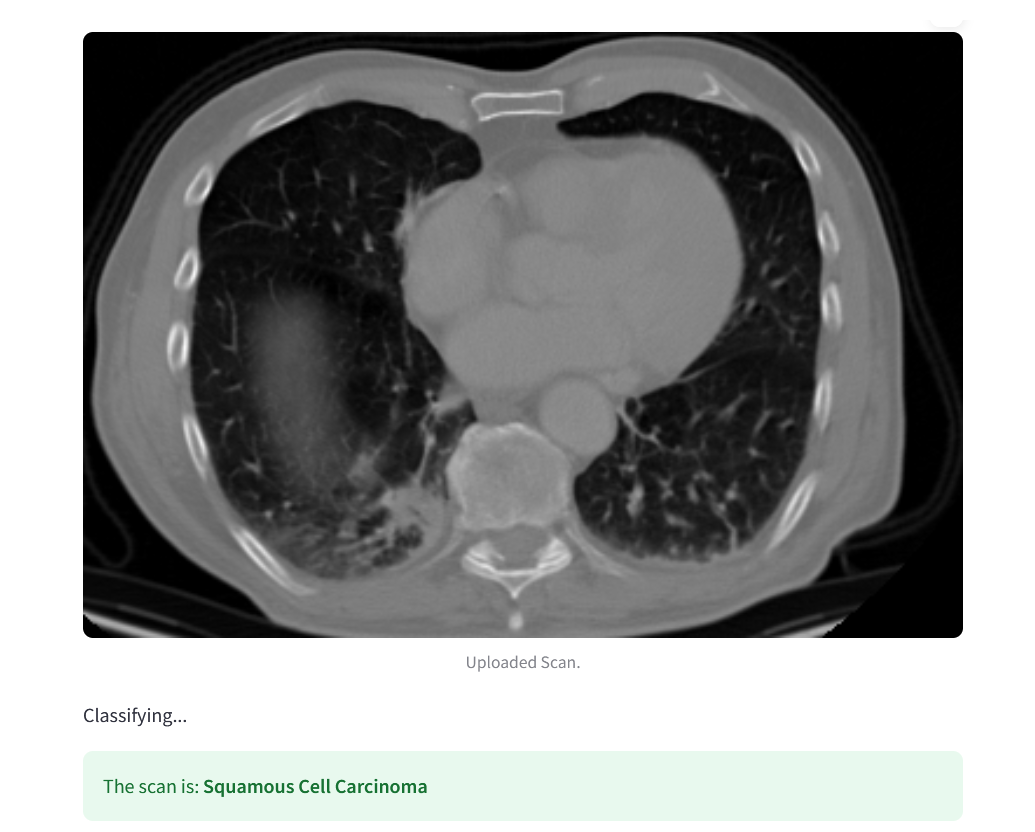 Uploaded Scan.
Classifying...
The scan is: Squamous Cell Carcinoma